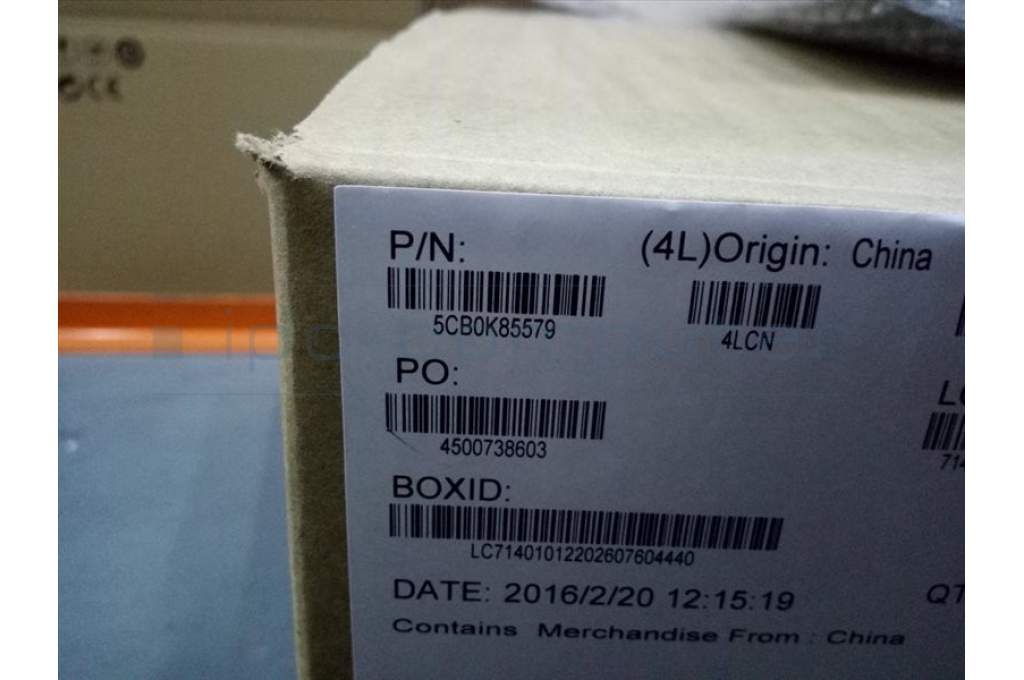 P/N:
(4L)Origin: China
5CB0K85579
4LCN
PO:
4500738603
BOXID:
LC71401012202607604440
DATE: 2016/2/20 12:15:19
Contains Merchandise From : China